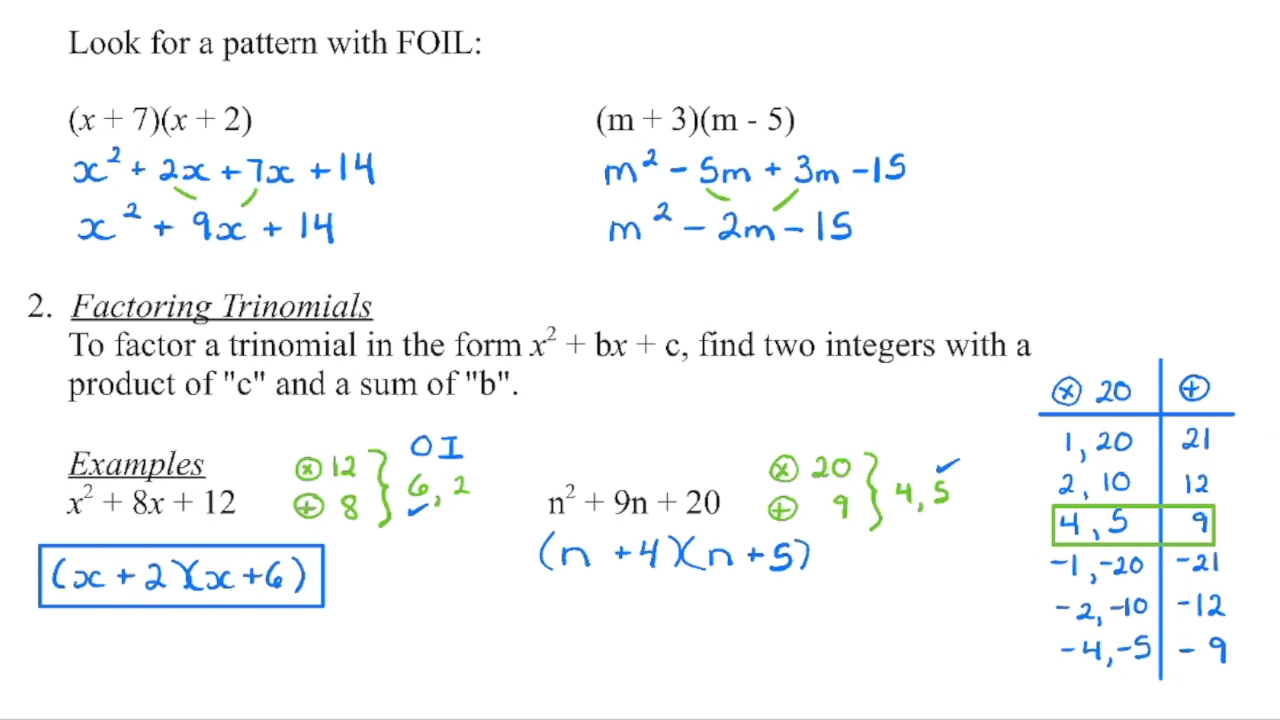 Look for a pattern with FOIL:
(x + 7)(x + 2)
x² + 2x + 7x + 14
x² + 9x + 14
(m + 3)(m - 5)
m² - 5m + 3m - 15
m² - 2m - 15
2. Factoring Trinomials
To factor a trinomial in the form x² + bx + c, find two integers with a
product of "c" and a sum of "b".
Examples
x² + 8x + 12
⊗ 12
⊕ 8
O I
6, 2 ✓
(x + 2)(x + 6)
n² + 9n + 20
⊗ 20
⊕ 9
4, 5 ✓
(n + 4)(n + 5)
⊗ 20 ⊕
1, 20 21
2, 10 12
4, 5 9
-1, -20 -21
-2, -10 -12
-4, -5 -9